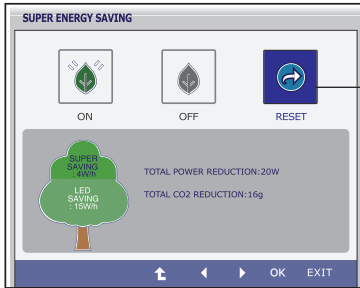 SUPER ENERGY SAVING
ON
OFF
RESET
SUPER
SAVING
: 4W/h
LED
SAVING
: 15W/h
TOTAL POWER REDUCTION:20W
TOTAL CO2 REDUCTION:16g
OK
EXIT